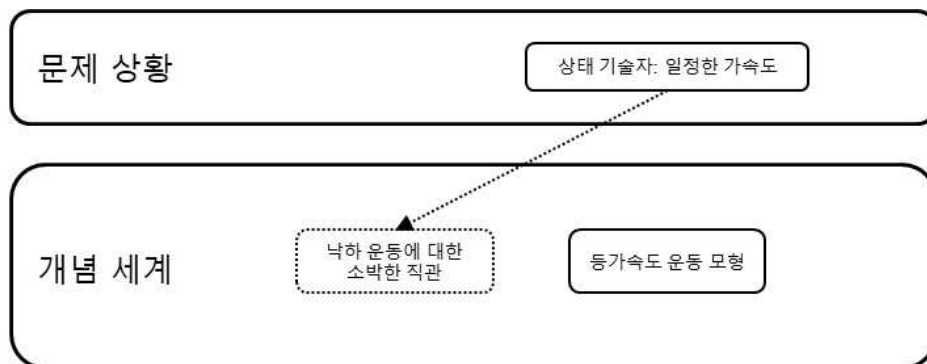 문제 상황
상태 기술자: 일정한 가속도
개념 세계
낙하 운동에 대한
소박한 직관
등가속도 운동 모형